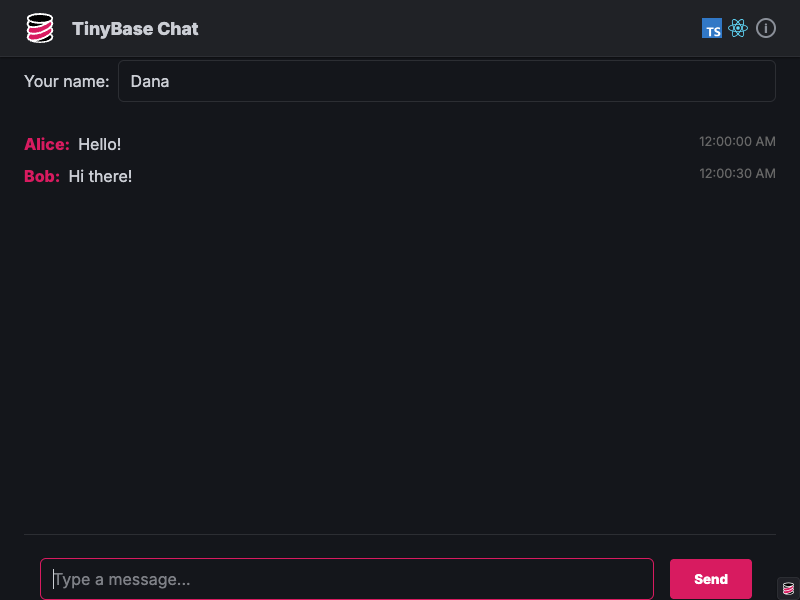 TinyBase Chat
TS
Your name: Dana
Alice: Hello! 12:00:00 AM
Bob: Hi there! 12:00:30 AM
Type a message...
Send